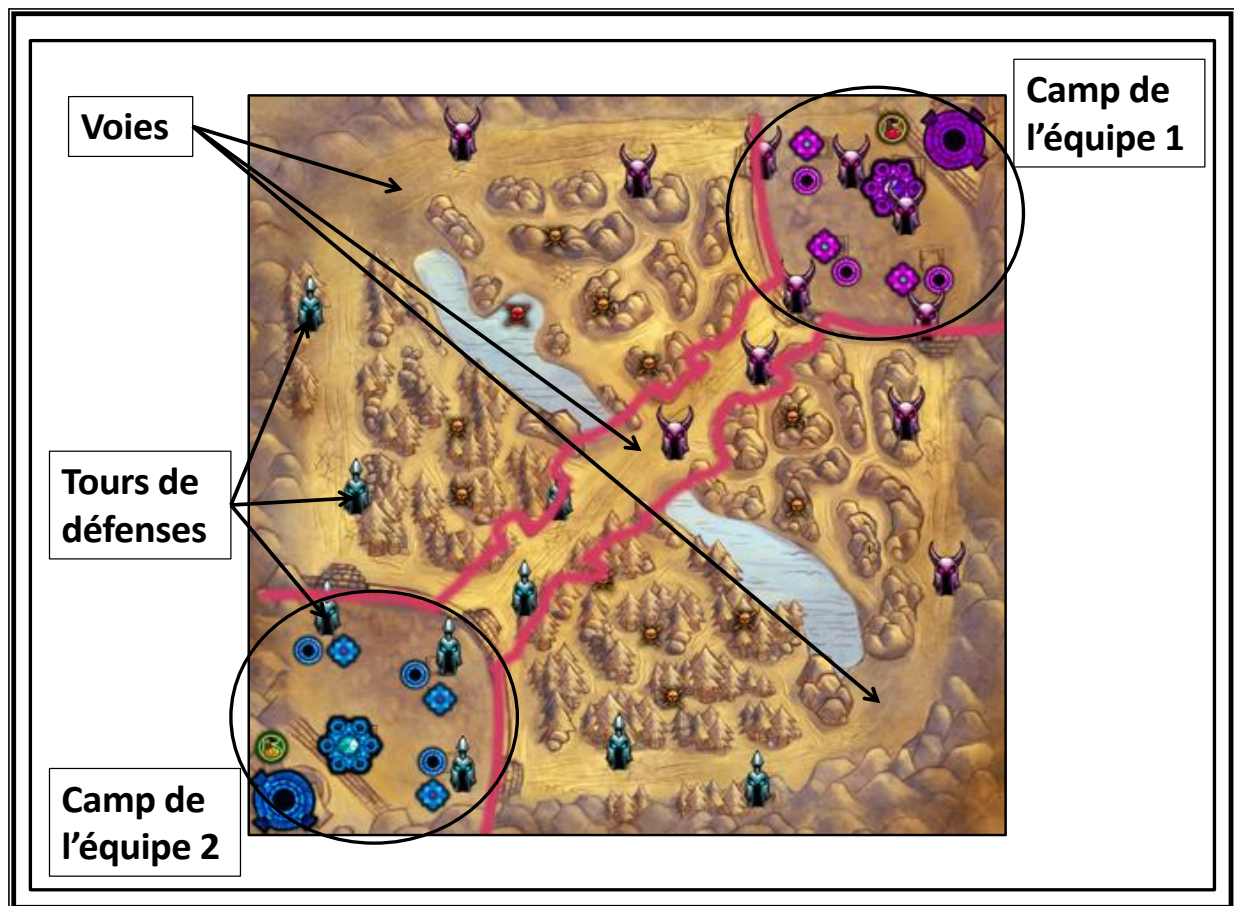 Voies
Camp de
l’équipe 1
Tours de
défenses
Camp de
l’équipe 2